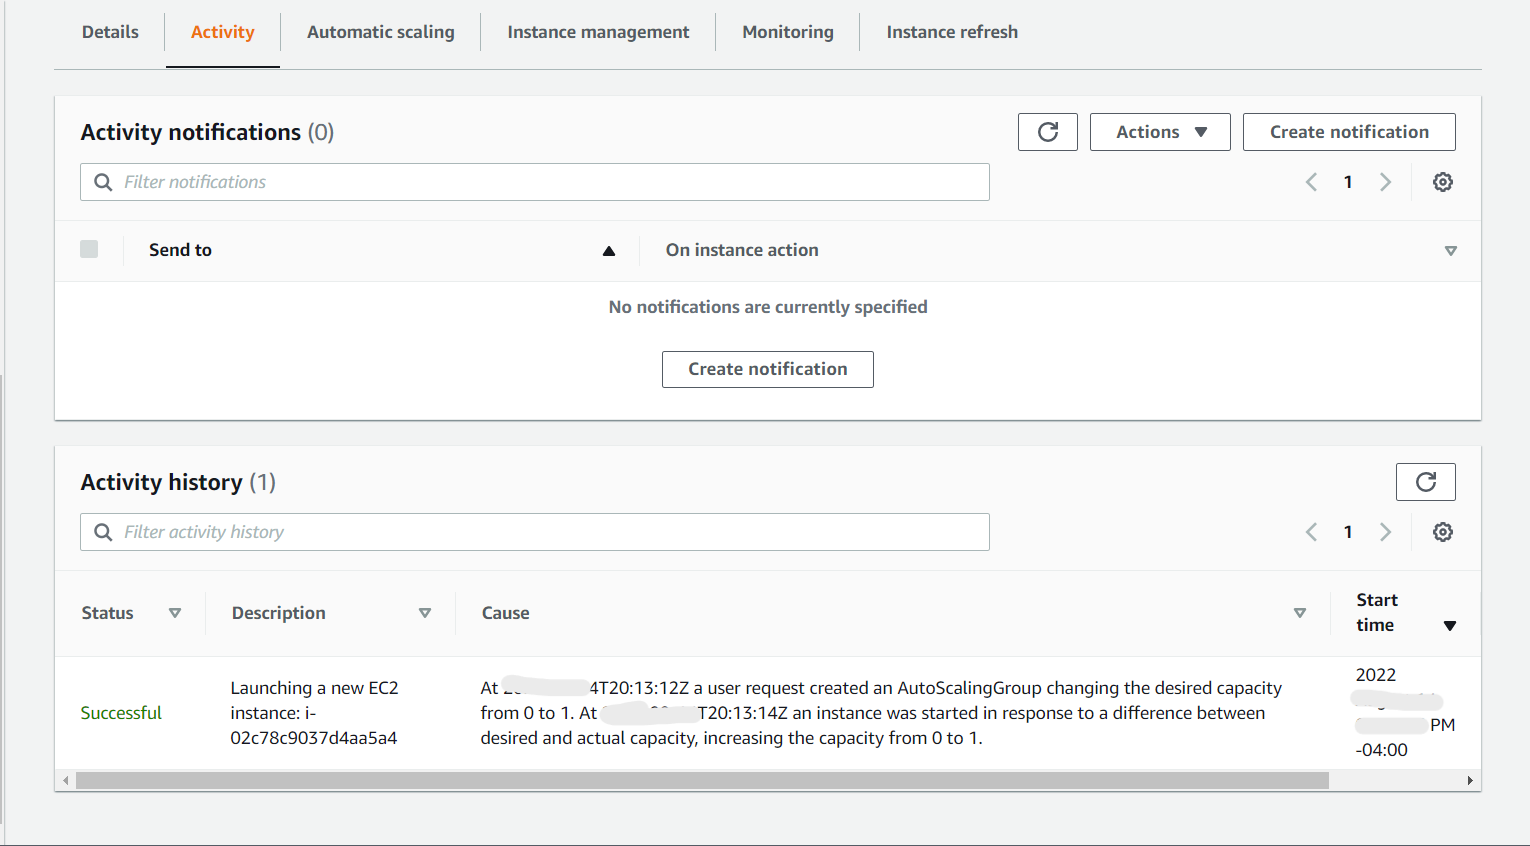 Details Activity Automatic scaling Instance management Monitoring Instance refresh
Activity notifications (0) Actions Create notification
Filter notifications 1
Send to On instance action
No notifications are currently specified
Create notification
Activity history (1)
Filter activity history 1
Status Description Cause Start time
Successful
Launching a new EC2
instance: i-
02c78c9037d4aa5a4
At 4T20:13:12Z a user request created an AutoScalingGroup changing the desired capacity
from 0 to 1. At T20:13:14Z an instance was started in response to a difference between
desired and actual capacity, increasing the capacity from 0 to 1.
2022
PM
-04:00